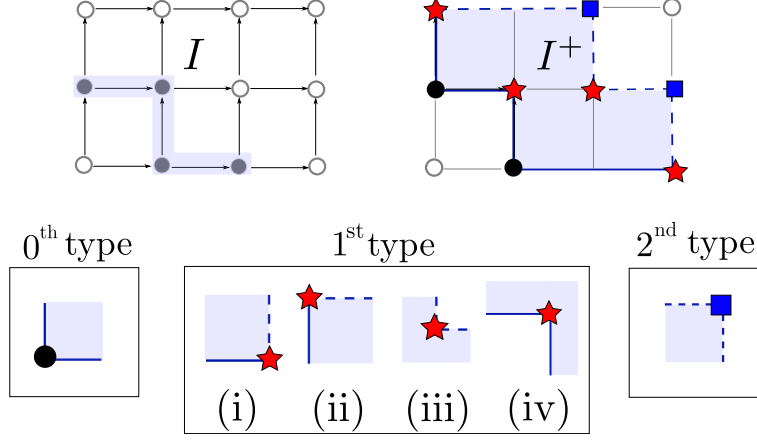 I I⁺
0ᵗʰ type 1ˢᵗ type 2ⁿᵈ type
(i) (ii) (iii) (iv)